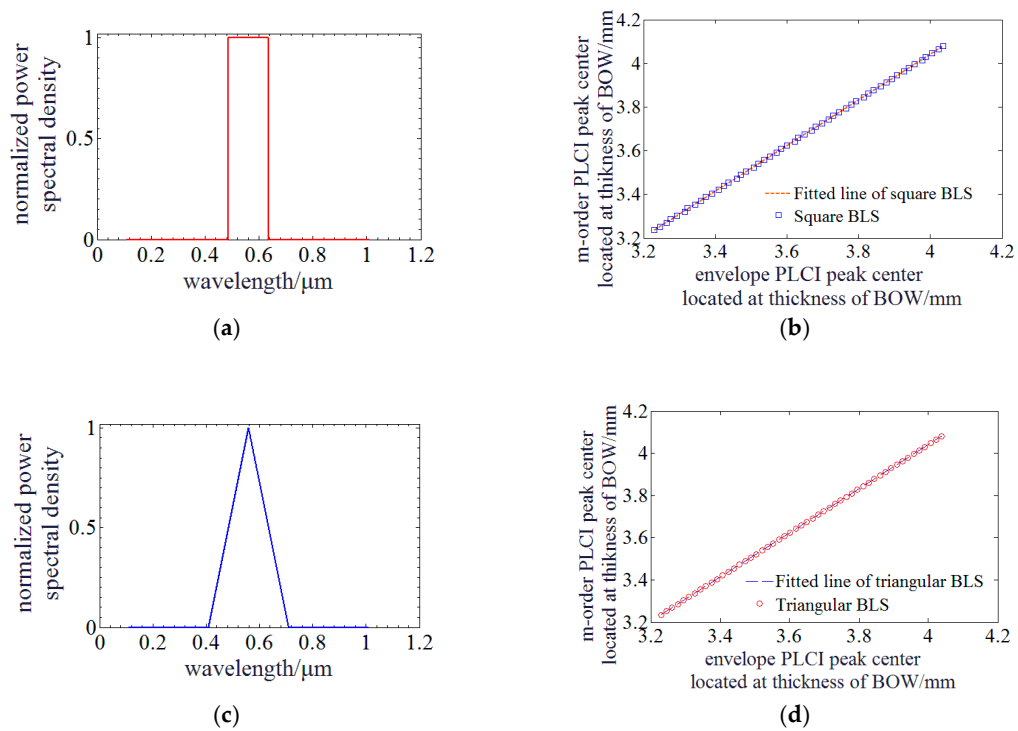 normalized power
spectral density
1
0.5
0
0
0.2
0.4
0.6
0.8
1
1.2
wavelength/μm
(a)
m-order PLCI peak center
located at thikness of BOW/mm
4.2
4
3.8
3.6
3.4
3.2
3.2
3.4
3.6
3.8
4
4.2
Fitted line of square BLS
Square BLS
envelope PLCI peak center
located at thickness of BOW/mm
(b)
normalized power
spectral density
1
0.5
0
0
0.2
0.4
0.6
0.8
1
1.2
wavelength/μm
(c)
m-order PLCI peak center
located at thikness of BOW/mm
4.2
4
3.8
3.6
3.4
3.2
3.2
3.4
3.6
3.8
4
4.2
Fitted line of triangular BLS
Triangular BLS
envelope PLCI peak center
located at thickness of BOW/mm
(d)